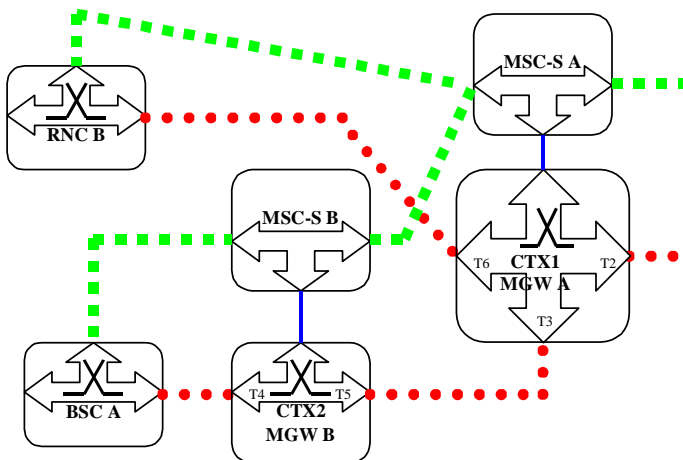 MSC-S A
RNC B
MSC-S B
T6
CTX1
T2
MGW A
T3
BSC A
T4
CTX2
T5
MGW B